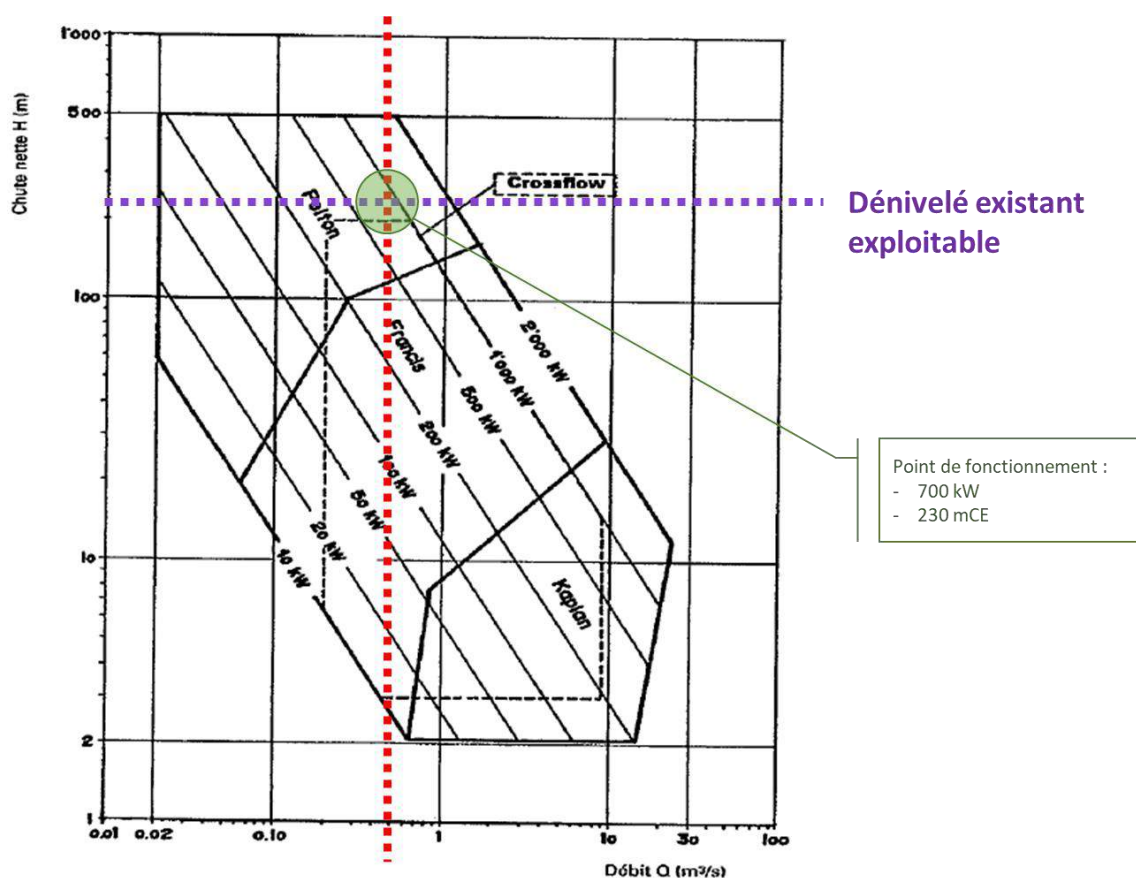 1'000
500
100
10
2
1
Chute nette H (m)
0.01
0.02
0.10
1
10
30
100
Débit Q (m³/s)
Pelton
Crossflow
Francis
Kaplan
2'000 kW
1'000 kW
500 kW
200 kW
100 kW
50 kW
20 kW
10 kW
Dénivelé existant
exploitable
Point de fonctionnement :
- 700 kW
- 230 mCE